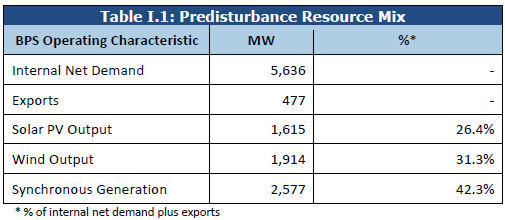 Table I.1: Predisturbance Resource Mix
BPS Operating Characteristic MW %*
Internal Net Demand 5,636 -
Exports 477 -
Solar PV Output 1,615 26.4%
Wind Output 1,914 31.3%
Synchronous Generation 2,577 42.3%
* % of internal net demand plus exports